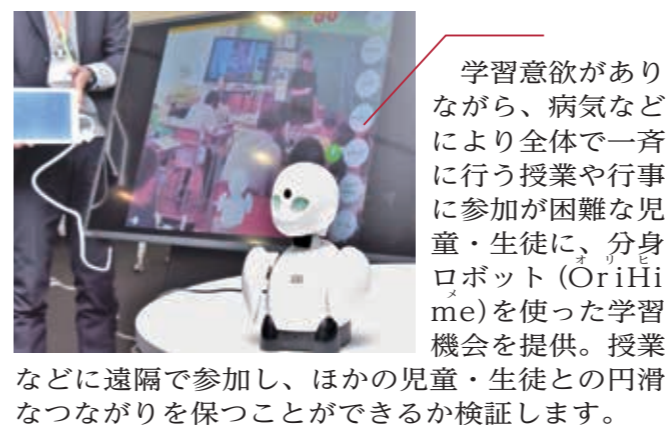 学習意欲があり
ながら、病気など
により全体で一斉
に行う授業や行事
に参加が困難な児
童・生徒に、分身
ロボット(OriHi
オリヒ
me)を使った学習
メ
機会を提供。授業
などに遠隔で参加し、ほかの児童・生徒との円滑
なつながりを保つことができるか検証します。